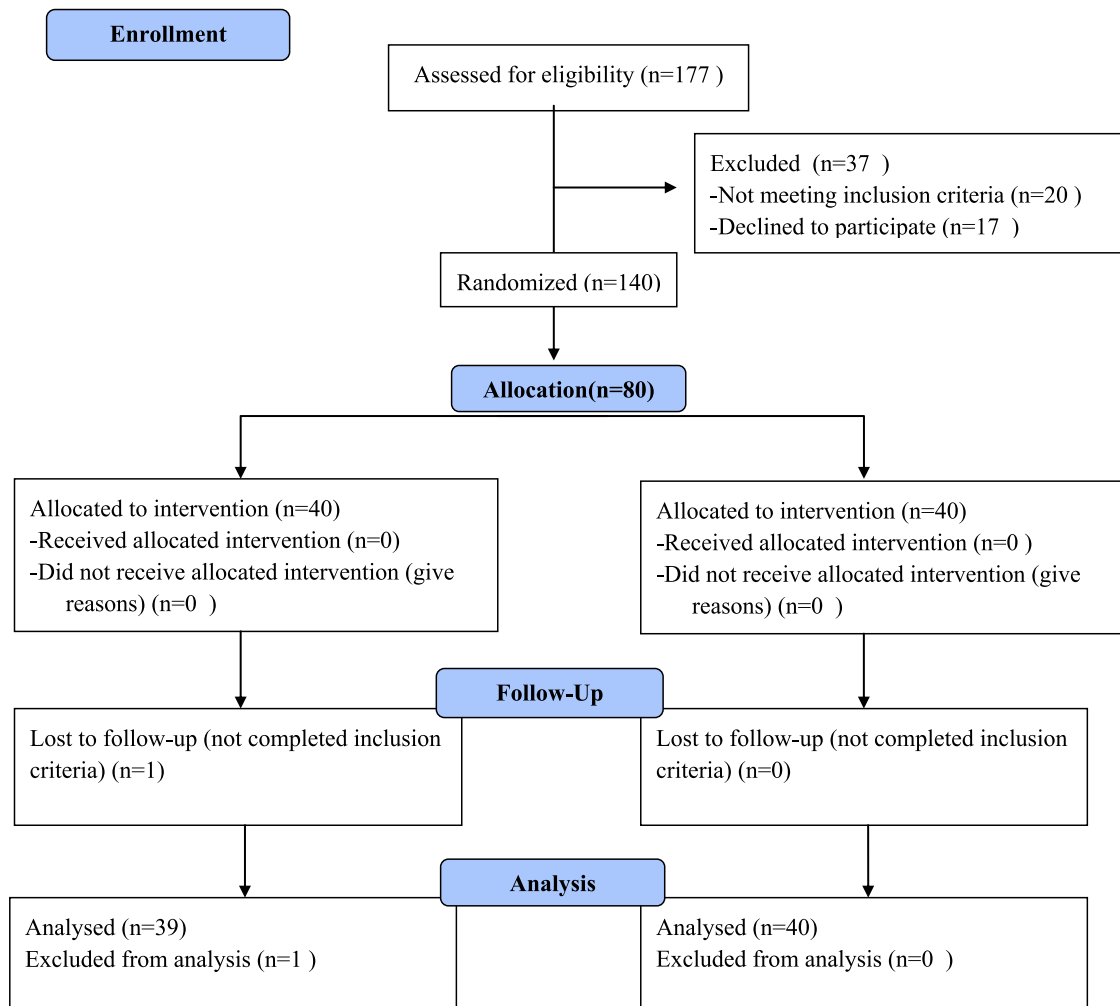 Enrollment
Assessed for eligibility (n=177 )
Excluded (n=37 )
-Not meeting inclusion criteria (n=20 )
-Declined to participate (n=17 )
Randomized (n=140)
Allocation(n=80)
Allocated to intervention (n=40)
-Received allocated intervention (n=0)
-Did not receive allocated intervention (give
reasons) (n=0 )
Allocated to intervention (n=40)
-Received allocated intervention (n=0 )
-Did not receive allocated intervention (give
reasons) (n=0 )
Follow-Up
Lost to follow-up (not completed inclusion
criteria) (n=1)
Lost to follow-up (not completed inclusion
criteria) (n=0)
Analysis
Analysed (n=39)
Excluded from analysis (n=1 )
Analysed (n=40)
Excluded from analysis (n=0 )